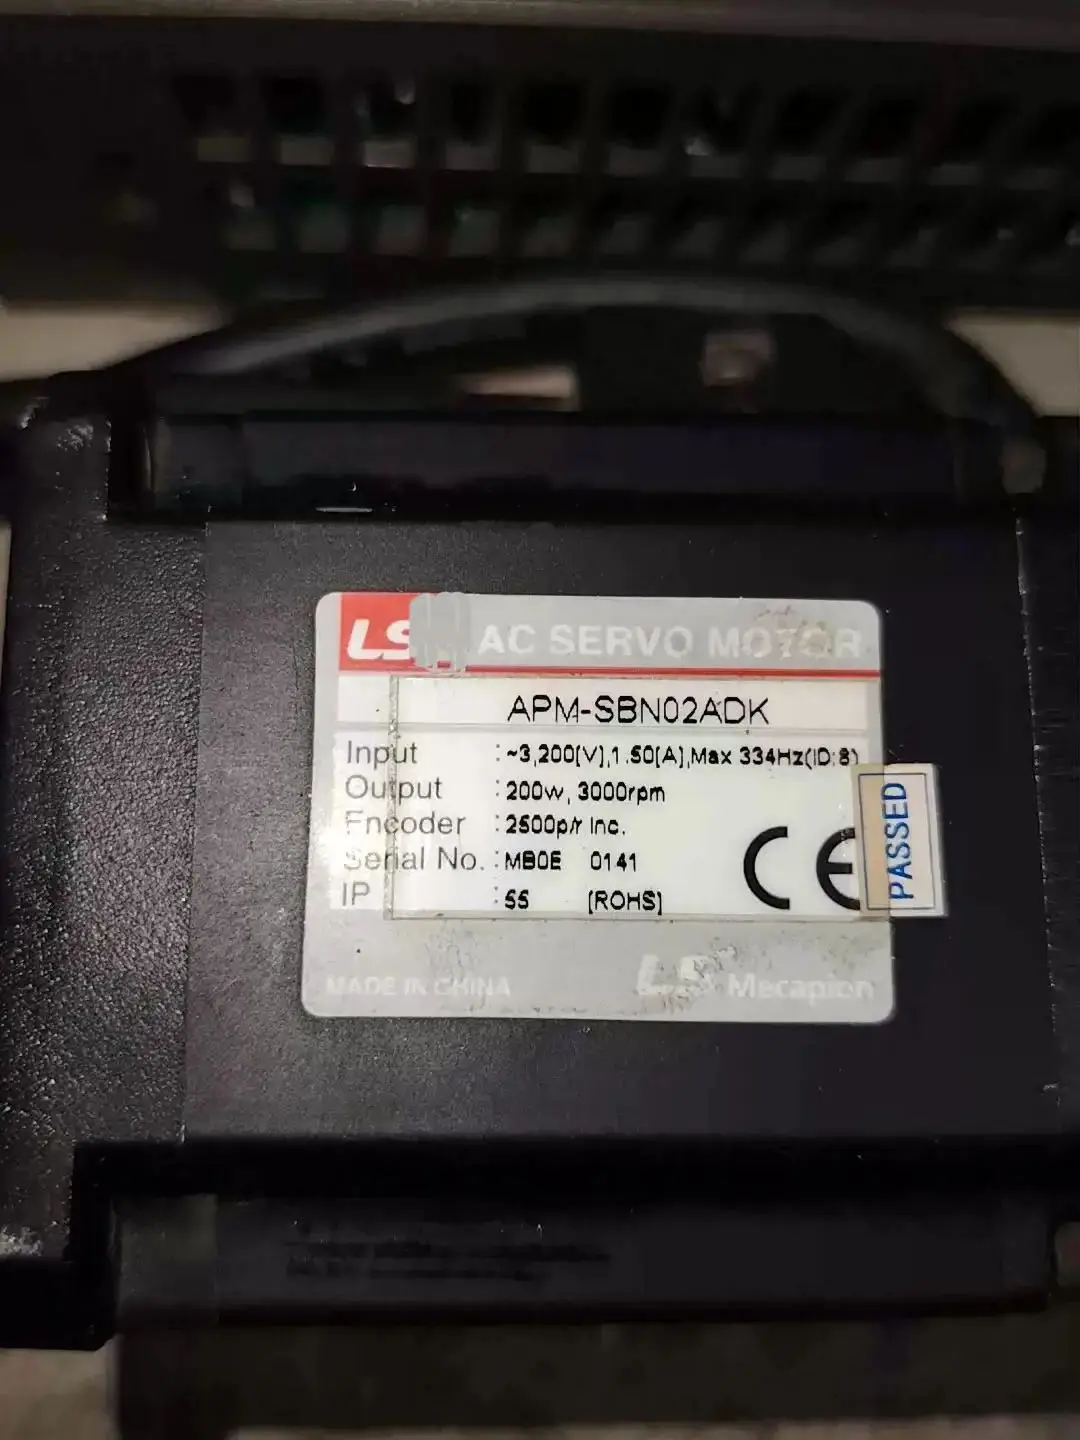 LS AC SERVO MOTOR
APM-SBN02ADK
Input : ~3,200[V],1.50[A],Max 334Hz(ID:8)
Output : 200w, 3000rpm
Encoder : 2500p/r Inc.
Serial No. : MB0E 0141
IP : 55 [ROHS]
CE
PASSED
MADE IN CHINA
LS Mecapion